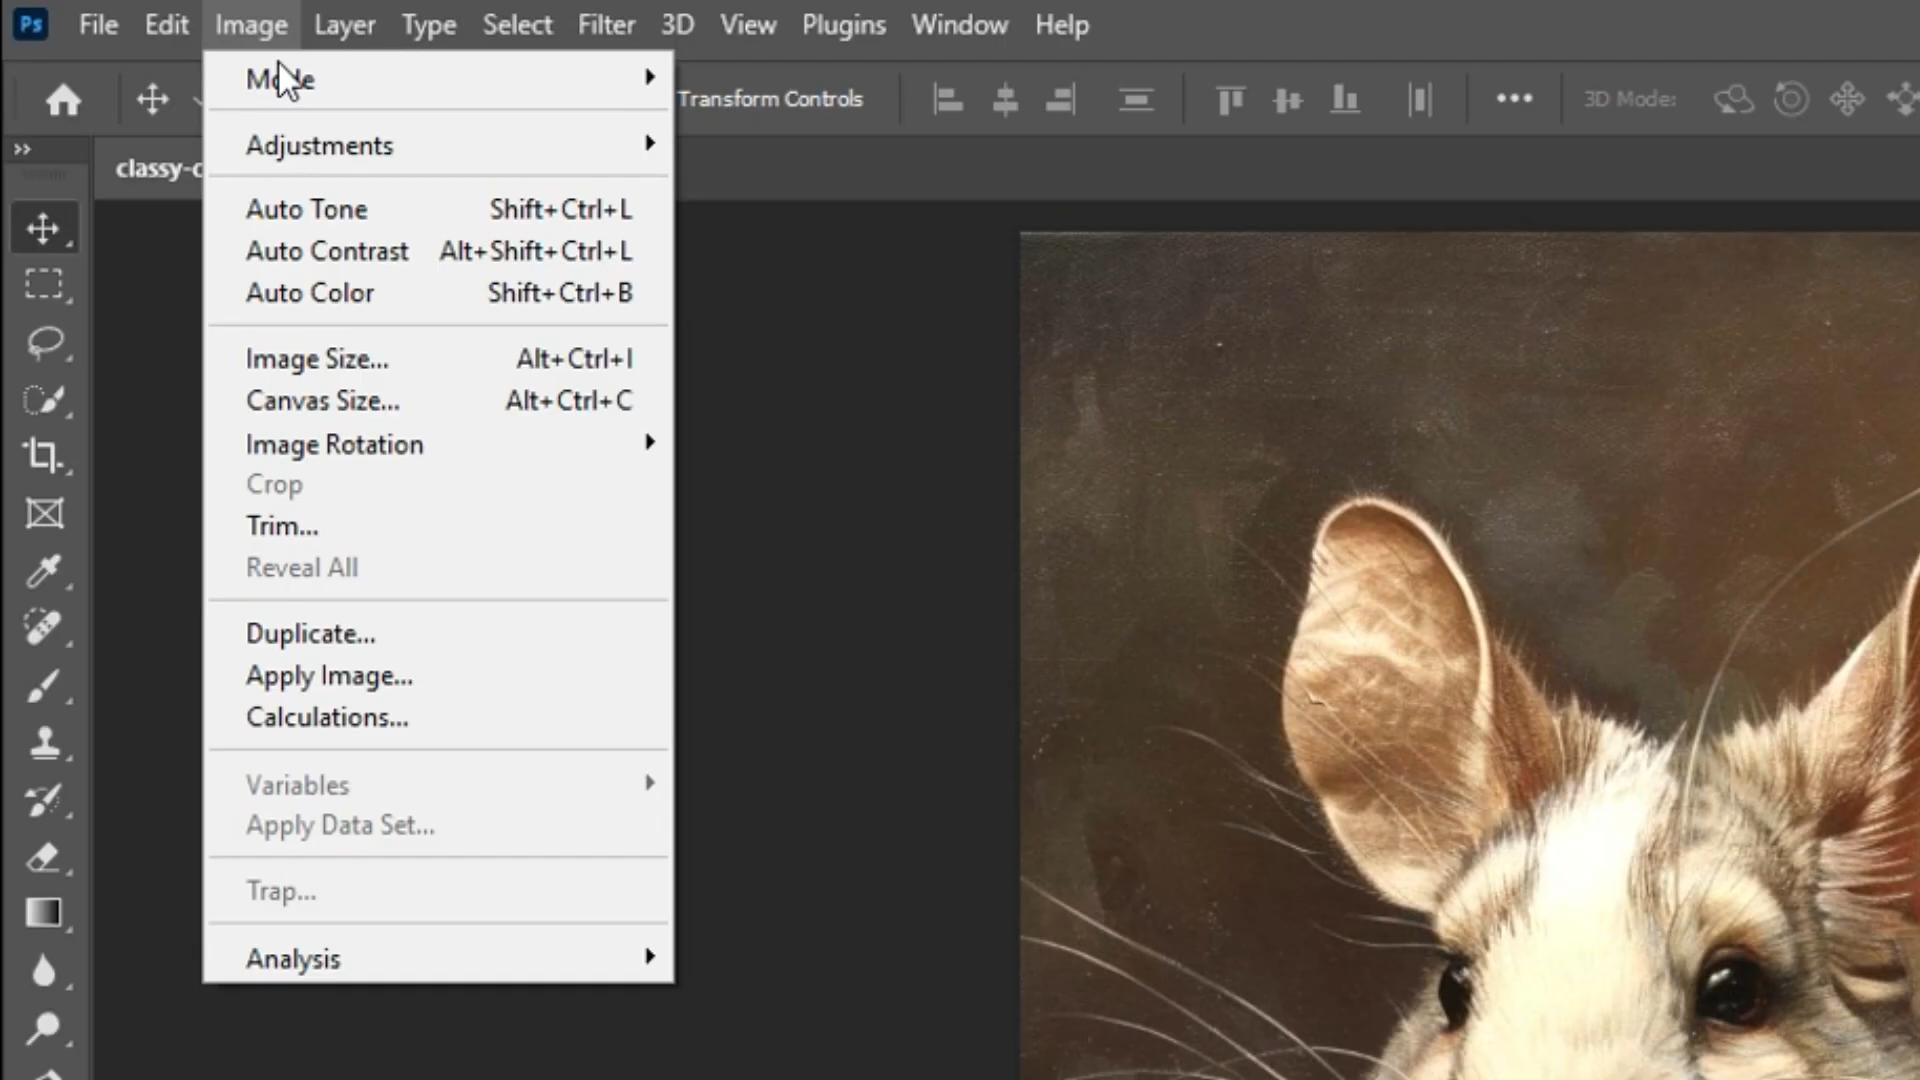 Ps File Edit Image Layer Type Select Filter 3D View Plugins Window Help
Transform Controls 3D Mode:
classy-c
Mode
Adjustments
Auto Tone Shift+Ctrl+L
Auto Contrast Alt+Shift+Ctrl+L
Auto Color Shift+Ctrl+B
Image Size... Alt+Ctrl+I
Canvas Size... Alt+Ctrl+C
Image Rotation
Crop
Trim...
Reveal All
Duplicate...
Apply Image...
Calculations...
Variables
Apply Data Set...
Trap...
Analysis